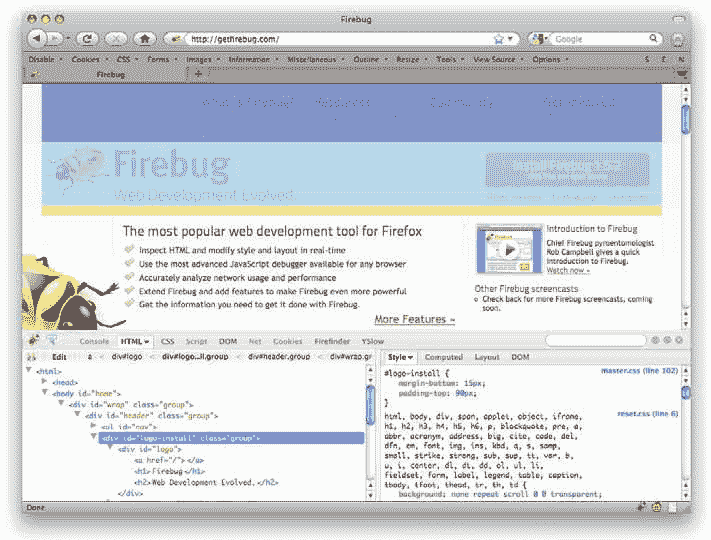 Firebug
http://getfirebug.com/
Google
Disable Cookies CSS Forms Images Information Miscellaneous Outline Resize Tools View Source Options
Firebug
Firebug
Web Development Evolved.
The most popular web development tool for Firefox
Inspect HTML and modify style and layout in real-time
Use the most advanced JavaScript debugger available for any browser
Accurately analyze network usage and performance
Extend Firebug and add features to make Firebug even more powerful
Get the information you need to get it done with Firebug.
More Features »
Introduction to Firebug
Chief Firebug pyroentomologist
Rob Campbell gives a quick
introduction to Firebug.
Watch now »
Other Firebug screencasts
Check back for more Firebug screencasts, coming
soon.
Console HTML CSS Script DOM Net Cookies Firefinder YSlow
Edit a < div#logo < div#logo...ll.group < div#header.group < div#wrap.gr
<html>
<head>
<body id="home">
<div id="wrap" class="group">
<div id="header" class="group">
<ul id="nav">
<div id="logo-install" class="group">
<div id="logo">
<a href="/"></a>
<h1>Firebug</h1>
<h2>Web Development Evolved.</h2>
</div>
Style Computed Layout DOM
#logo-install { master.css (line 102)
margin-bottom: 15px;
padding-top: 90px;
}
html, body, div, span, applet, object, iframe, reset.css (line 6)
h1, h2, h3, h4, h5, h6, p, blockquote, pre, a,
abbr, acronym, address, big, cite, code, del,
dfn, em, font, img, ins, kbd, q, s, samp,
small, strike, strong, sub, sup, tt, var, b,
u, i, center, dl, dt, dd, ol, ul, li,
fieldset, form, label, legend, table, caption,
tbody, tfoot, thead, tr, th, td {
background: none repeat scroll 0 0 transparent;
Done